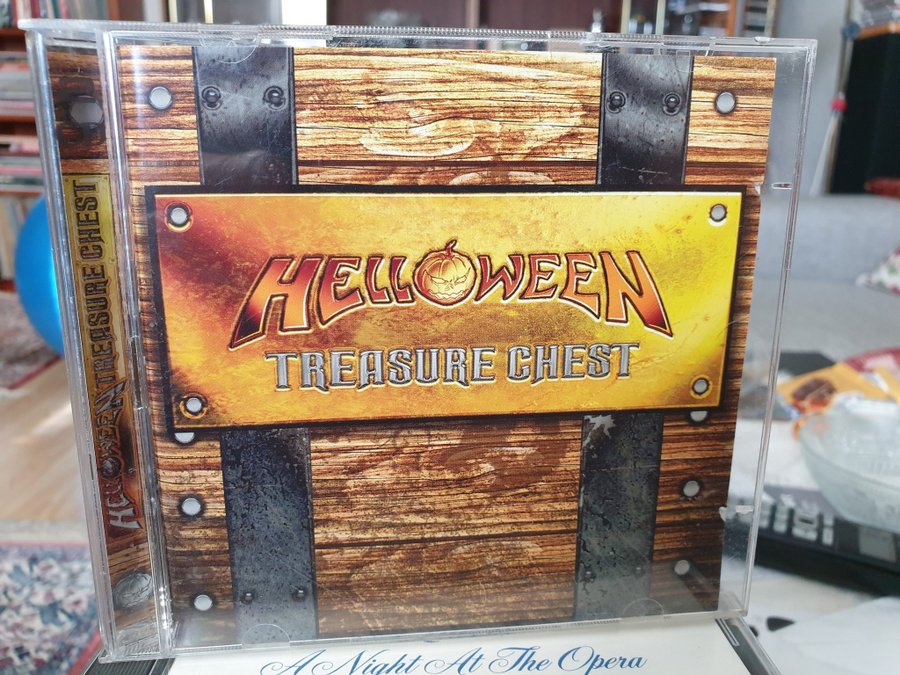 HELLOWEEN
TREASURE CHEST
HELLOWEEN TREASURE CHEST
A Night At The Opera